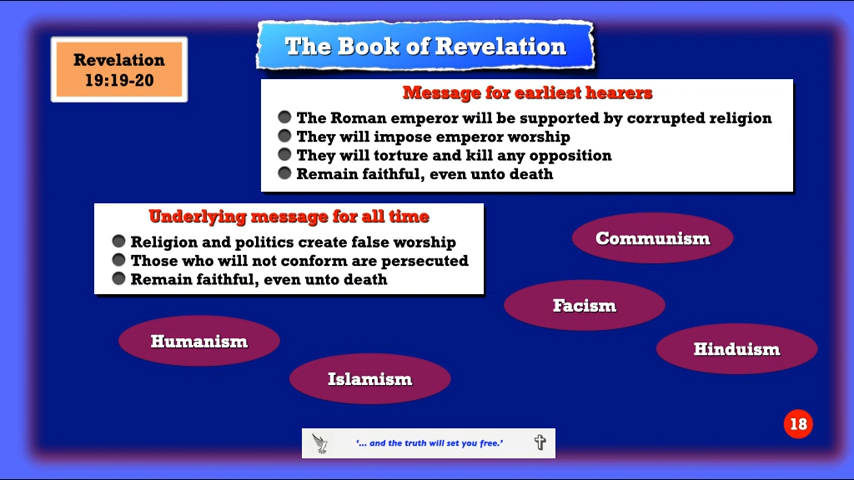 The Book of Revelation
Revelation
19:19-20
Message for earliest hearers
The Roman emperor will be supported by corrupted religion
They will impose emperor worship
They will torture and kill any opposition
Remain faithful, even unto death
Underlying message for all time
Religion and politics create false worship
Those who will not conform are persecuted
Remain faithful, even unto death
Communism
Facism
Humanism
Hinduism
Islamism
18
‘... and the truth will set you free.’